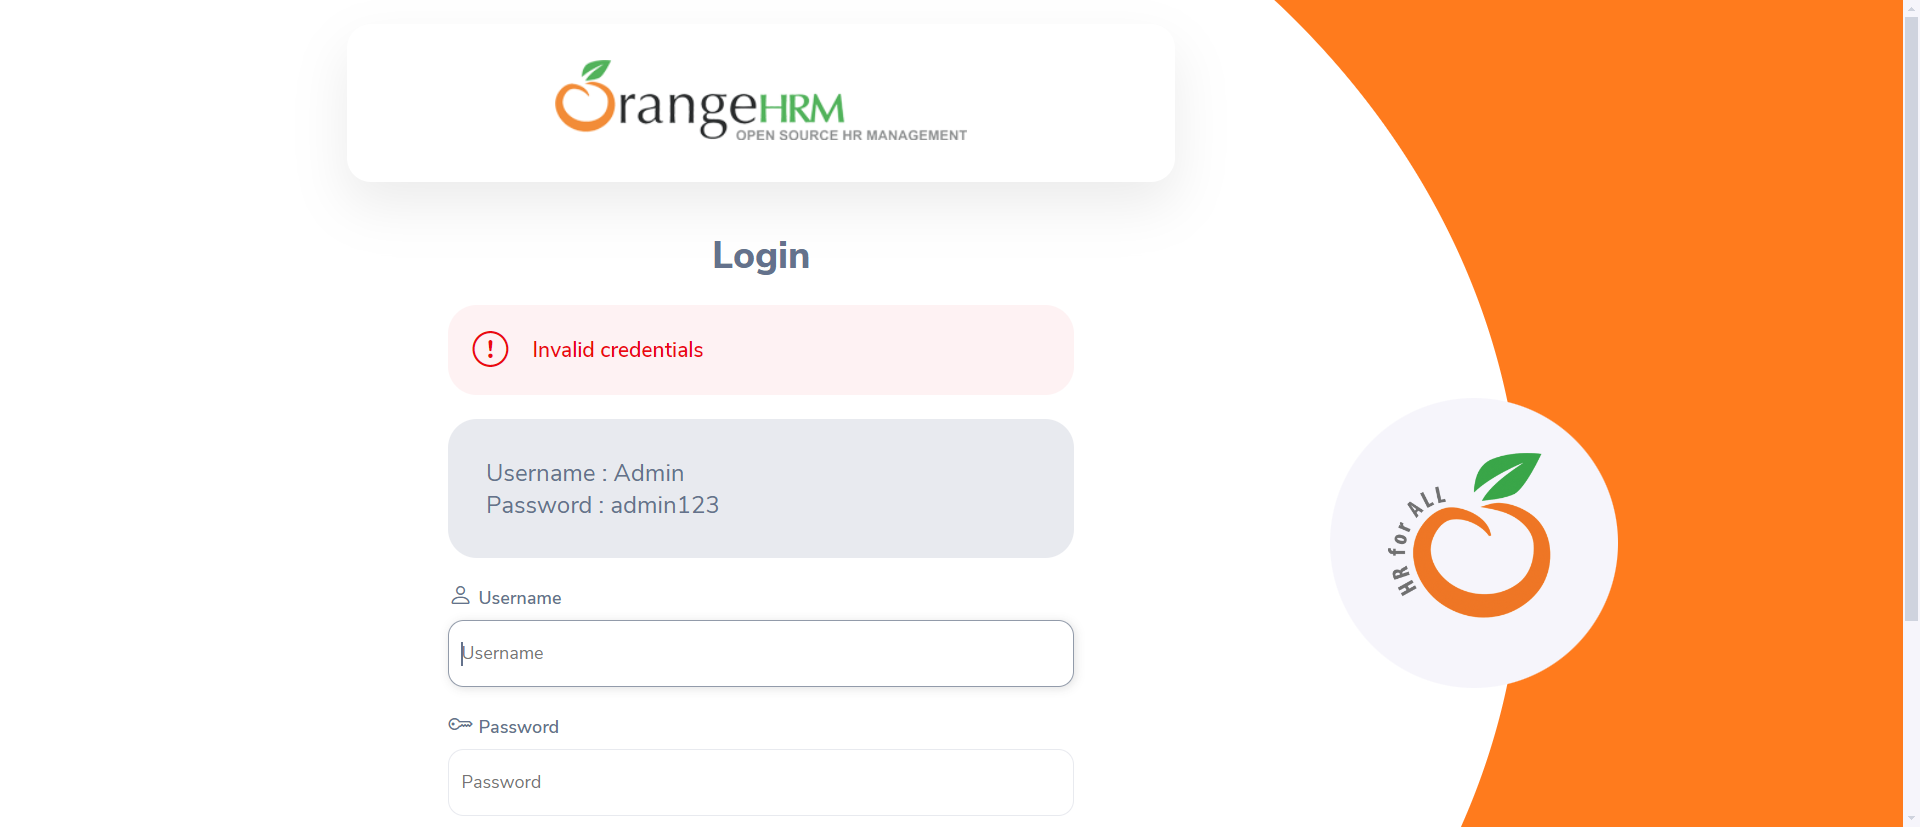 OrangeHRM
OPEN SOURCE HR MANAGEMENT
Login
! Invalid credentials
Username : Admin
Password : admin123
Username
Username
Password
Password
HR for ALL